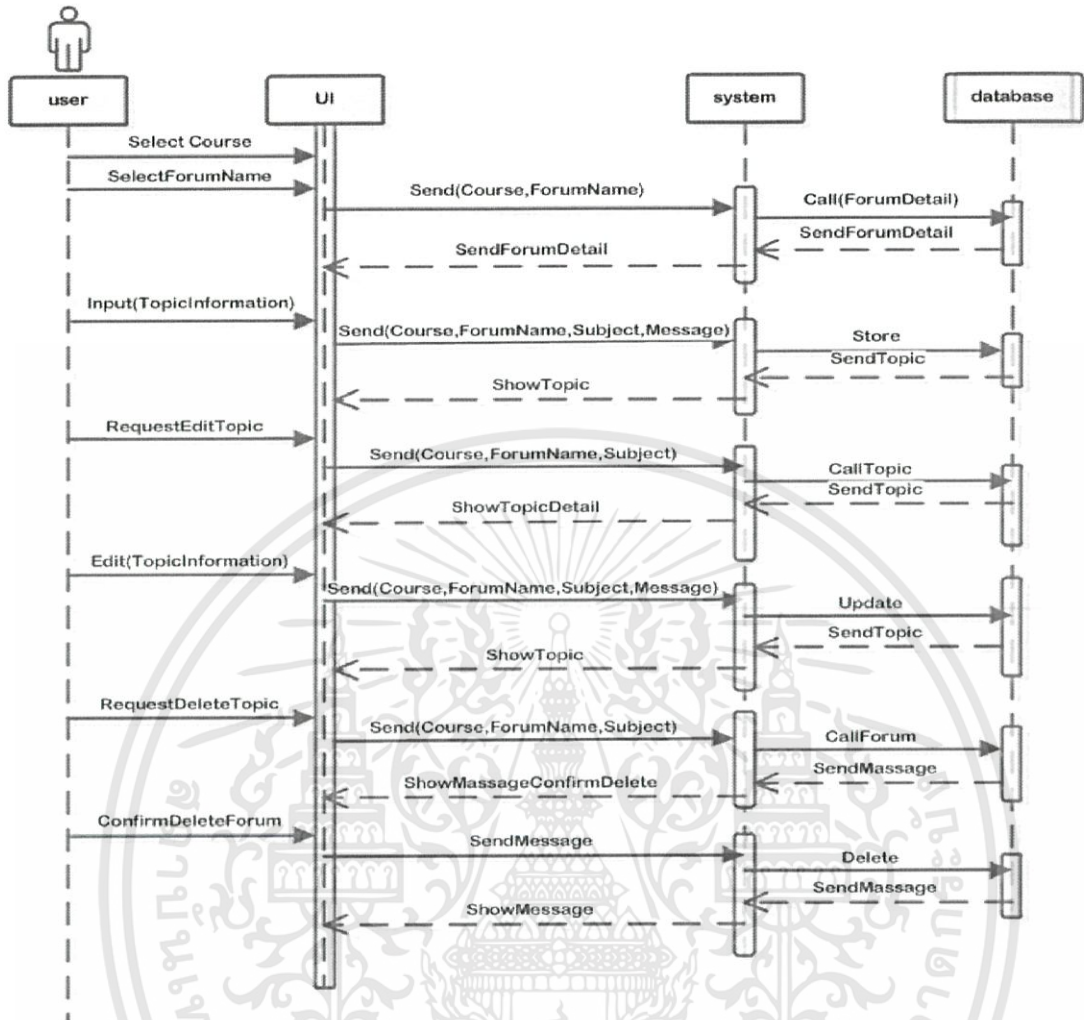 user UI system database
Select Course
SelectForumName
Send(Course,ForumName)
Call(ForumDetail)
SendForumDetail
SendForumDetail
Input(TopicInformation)
Send(Course,ForumName,Subject,Message)
Store
SendTopic
ShowTopic
RequestEditTopic
Send(Course,ForumName,Subject)
CallTopic
SendTopic
ShowTopicDetail
Edit(TopicInformation)
Send(Course,ForumName,Subject,Message)
Update
SendTopic
ShowTopic
RequestDeleteTopic
Send(Course,ForumName,Subject)
CallForum
SendMassage
ShowMassageConfirmDelete
ConfirmDeleteForum
SendMessage
Delete
SendMassage
ShowMessage